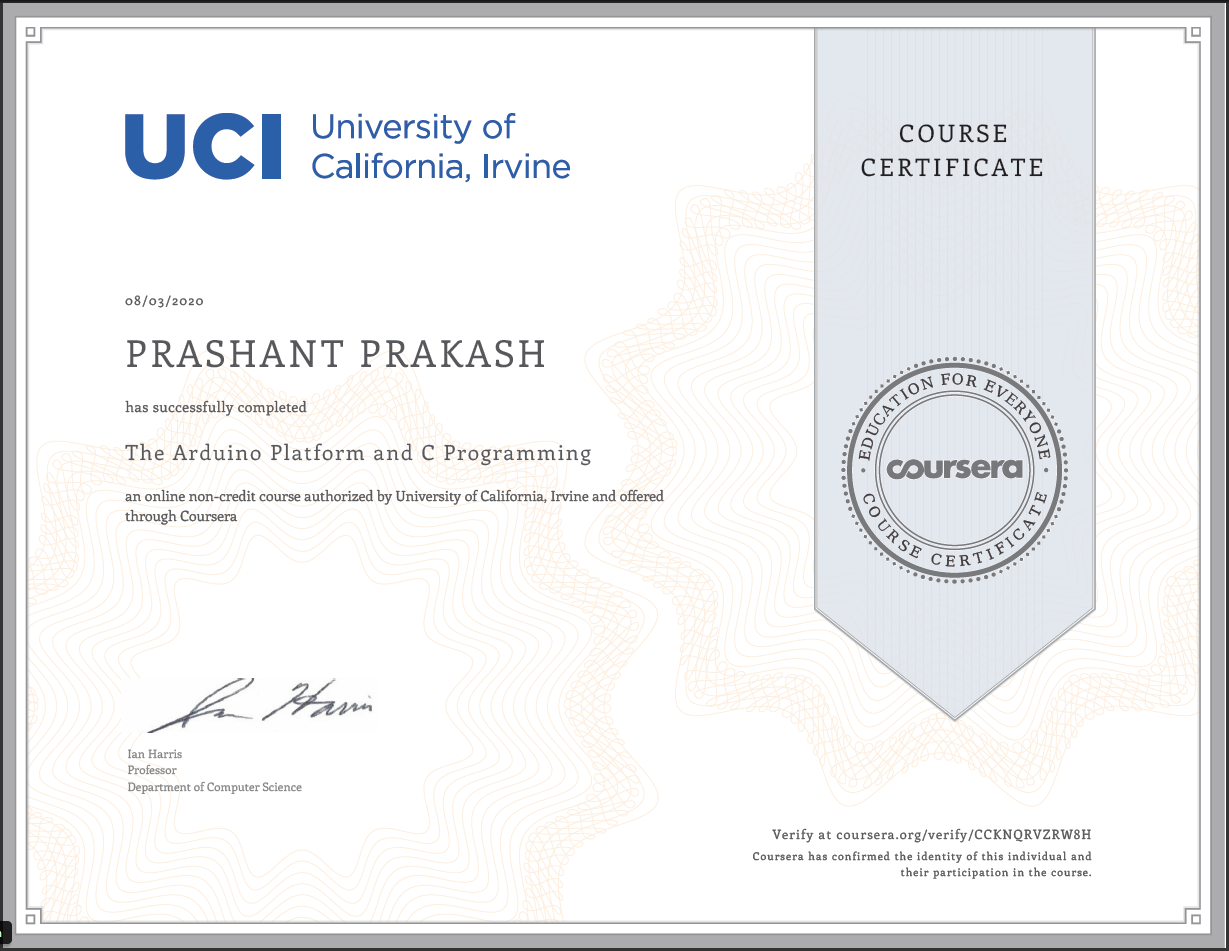 UCI
University of
California, Irvine
COURSE
CERTIFICATE
08/03/2020
PRASHANT PRAKASH
has successfully completed
The Arduino Platform and C Programming
an online non-credit course authorized by University of California, Irvine and offered
through Coursera
EDUCATION FOR EVERYONE
coursera
COURSE CERTIFICATE
Ian Harris
Ian Harris
Professor
Department of Computer Science
Verify at coursera.org/verify/CCKNQRVZRW8H
Coursera has confirmed the identity of this individual and
their participation in the course.